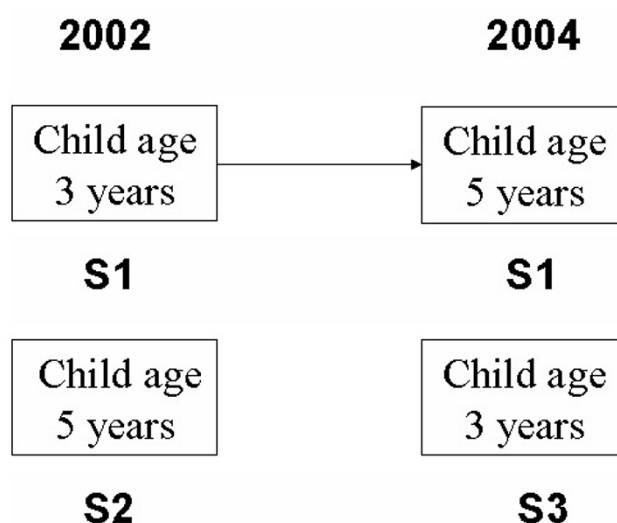 2002
2004
Child age
3 years
Child age
5 years
S1
S1
Child age
5 years
Child age
3 years
S2
S3